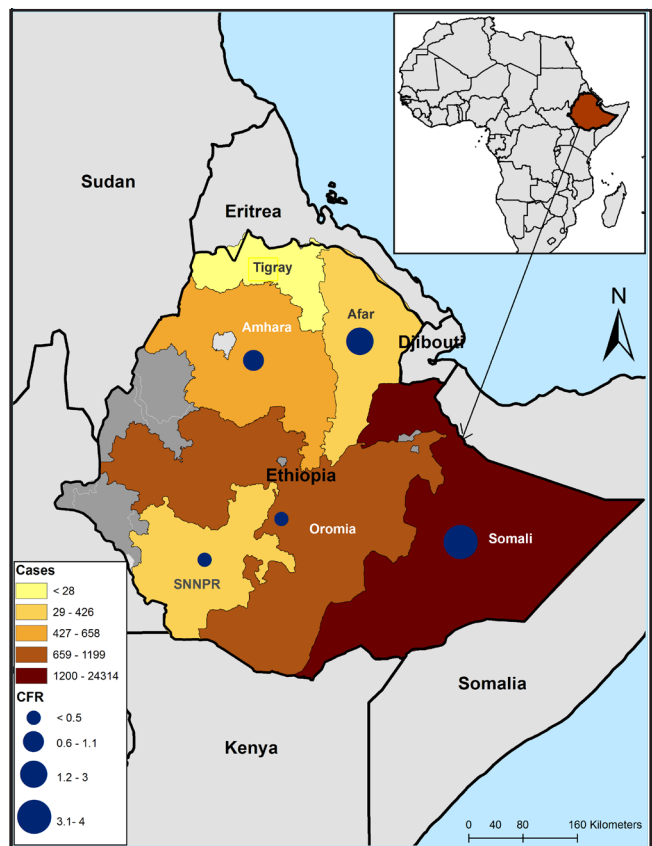 Sudan
Eritrea
Tigray
Afar
Amhara
Djibouti
N
Ethiopia
Oromia
Somali
SNNPR
Somalia
Kenya
Cases
< 28
29 - 426
427 - 658
659 - 1199
1200 - 24314
CFR
< 0.5
0.6 - 1.1
1.2 - 3
3.1- 4
0 40 80 160 Kilometers